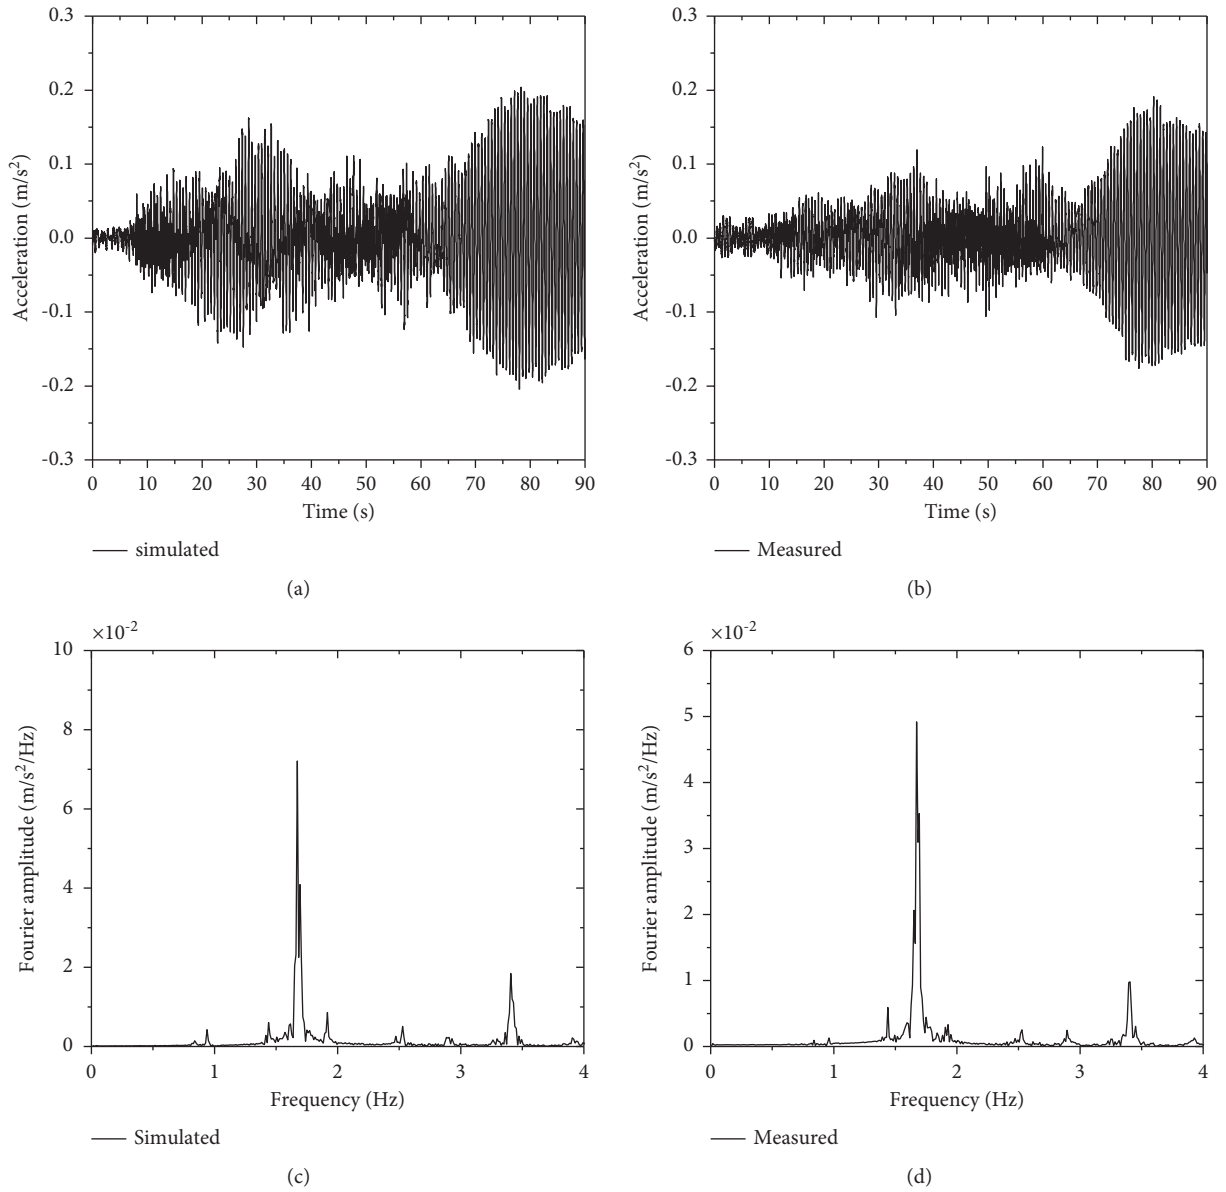 0.3
0.2
0.1
0.0
-0.1
-0.2
-0.3
Acceleration (m/s²)
0 10 20 30 40 50 60 70 80 90
Time (s)
simulated
(a)
0.3
0.2
0.1
0.0
-0.1
-0.2
-0.3
Acceleration (m/s²)
0 10 20 30 40 50 60 70 80 90
Time (s)
Measured
(b)
×10⁻²
10
8
6
4
2
0
Fourier amplitude (m/s²/Hz)
0 1 2 3 4
Frequency (Hz)
Simulated
(c)
×10⁻²
6
5
4
3
2
1
0
Fourier amplitude (m/s²/Hz)
0 1 2 3 4
Frequency (Hz)
Measured
(d)